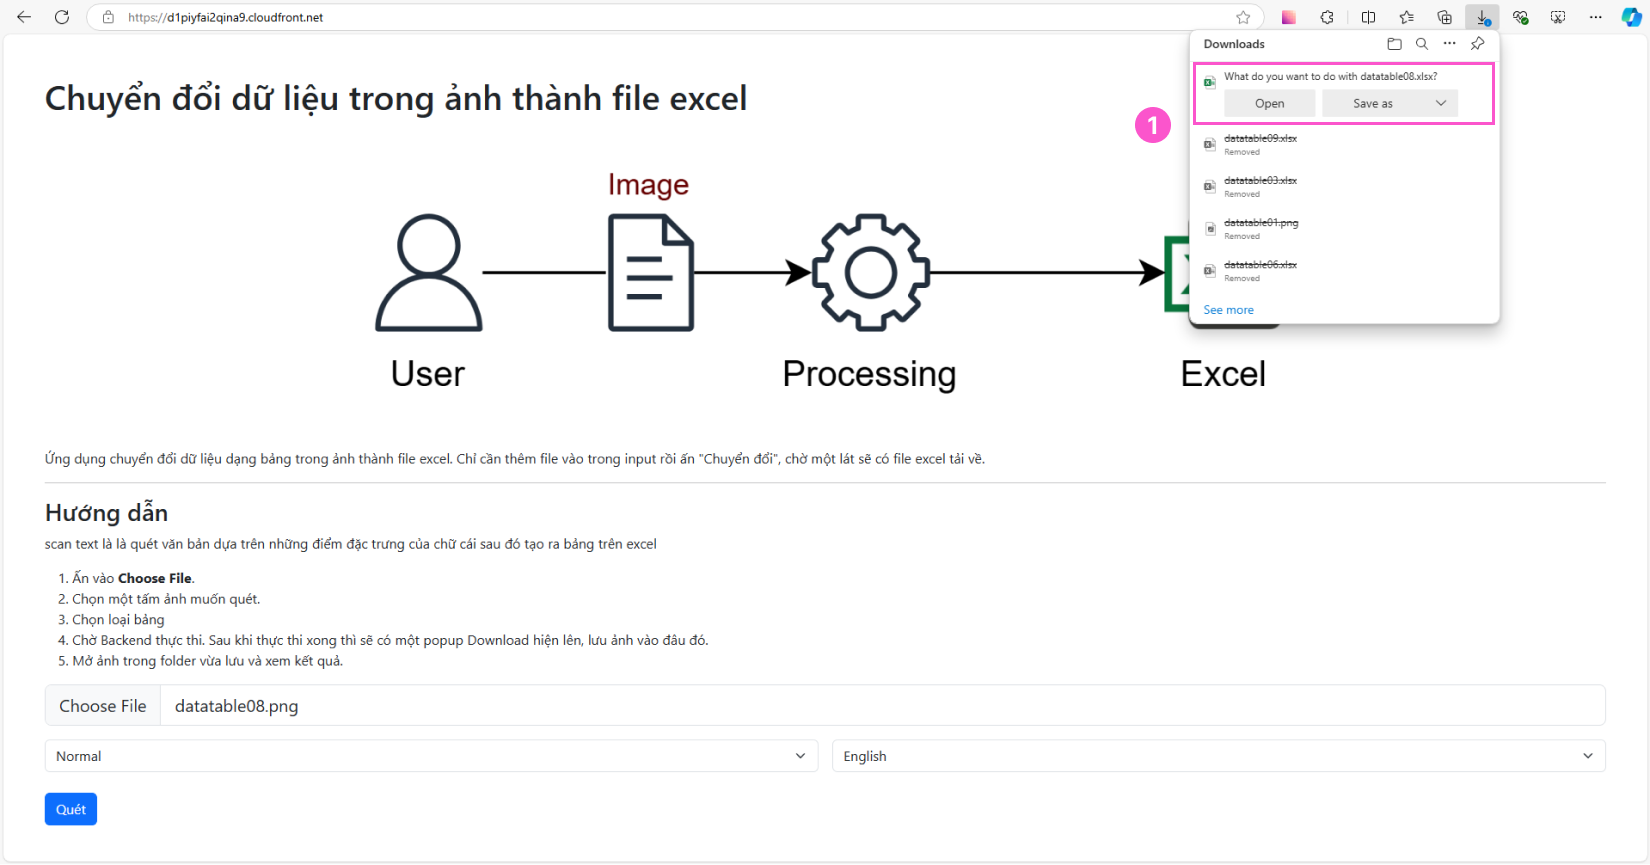 https://d1piyfai2qina9.cloudfront.net
Downloads
What do you want to do with datatable08.xlsx?
Open
Save as
datatable09.xlsx
Removed
datatable03.xlsx
Removed
datatable01.png
Removed
datatable06.xlsx
Removed
See more
1
Chuyển đổi dữ liệu trong ảnh thành file excel
Image
User
Processing
Excel
Ứng dụng chuyển đổi dữ liệu dạng bảng trong ảnh thành file excel. Chỉ cần thêm file vào trong input rồi ấn "Chuyển đổi", chờ một lát sẽ có file excel tải về.
Hướng dẫn
scan text là là quét văn bản dựa trên những điểm đặc trưng của chữ cái sau đó tạo ra bảng trên excel
1. Ấn vào Choose File.
2. Chọn một tấm ảnh muốn quét.
3. Chọn loại bảng
4. Chờ Backend thực thi. Sau khi thực thi xong thì sẽ có một popup Download hiện lên, lưu ảnh vào đâu đó.
5. Mở ảnh trong folder vừa lưu và xem kết quả.
Choose File datatable08.png
Normal
English
Quét